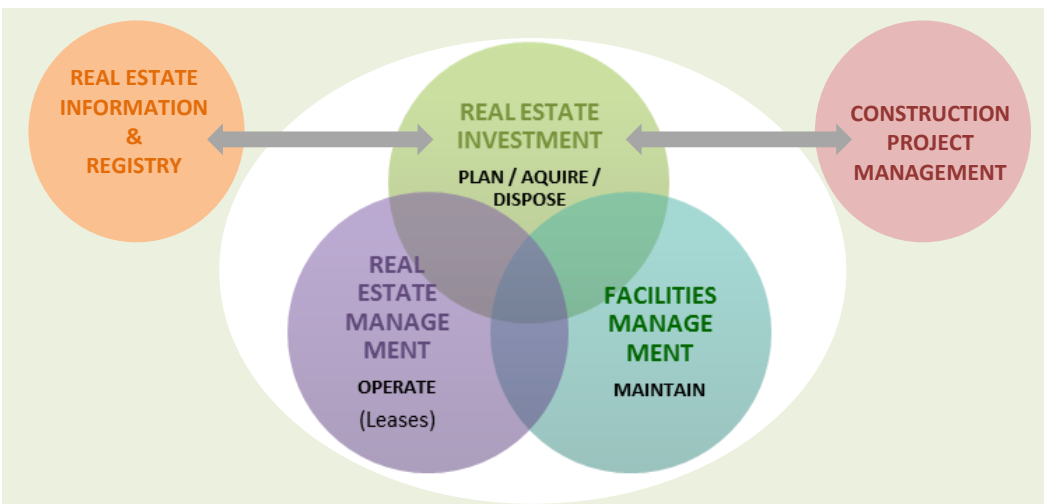 REAL ESTATE
INFORMATION
&
REGISTRY
REAL ESTATE
INVESTMENT
PLAN / AQUIRE /
DISPOSE
CONSTRUCTION
PROJECT
MANAGEMENT
REAL
ESTATE
MANAGE
MENT
OPERATE
(Leases)
FACILITIES
MANAGE
MENT
MAINTAIN